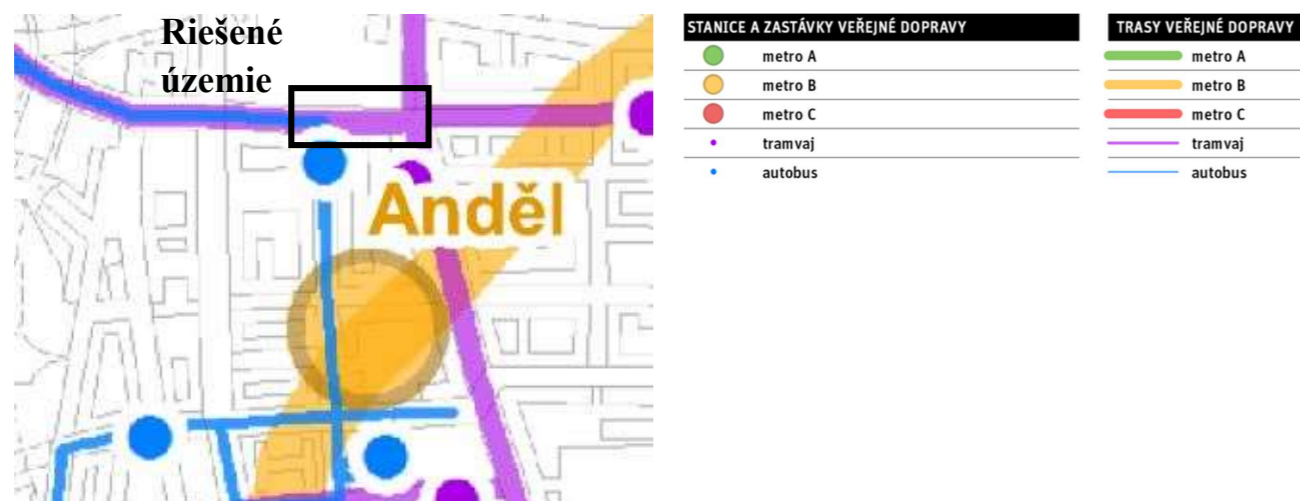 Riešené
územie
Anděl
STANICE A ZASTÁVKY VEŘEJNÉ DOPRAVY
metro A
metro B
metro C
tramvaj
autobus
TRASY VEŘEJNÉ DOPRAVY
metro A
metro B
metro C
tramvaj
autobus